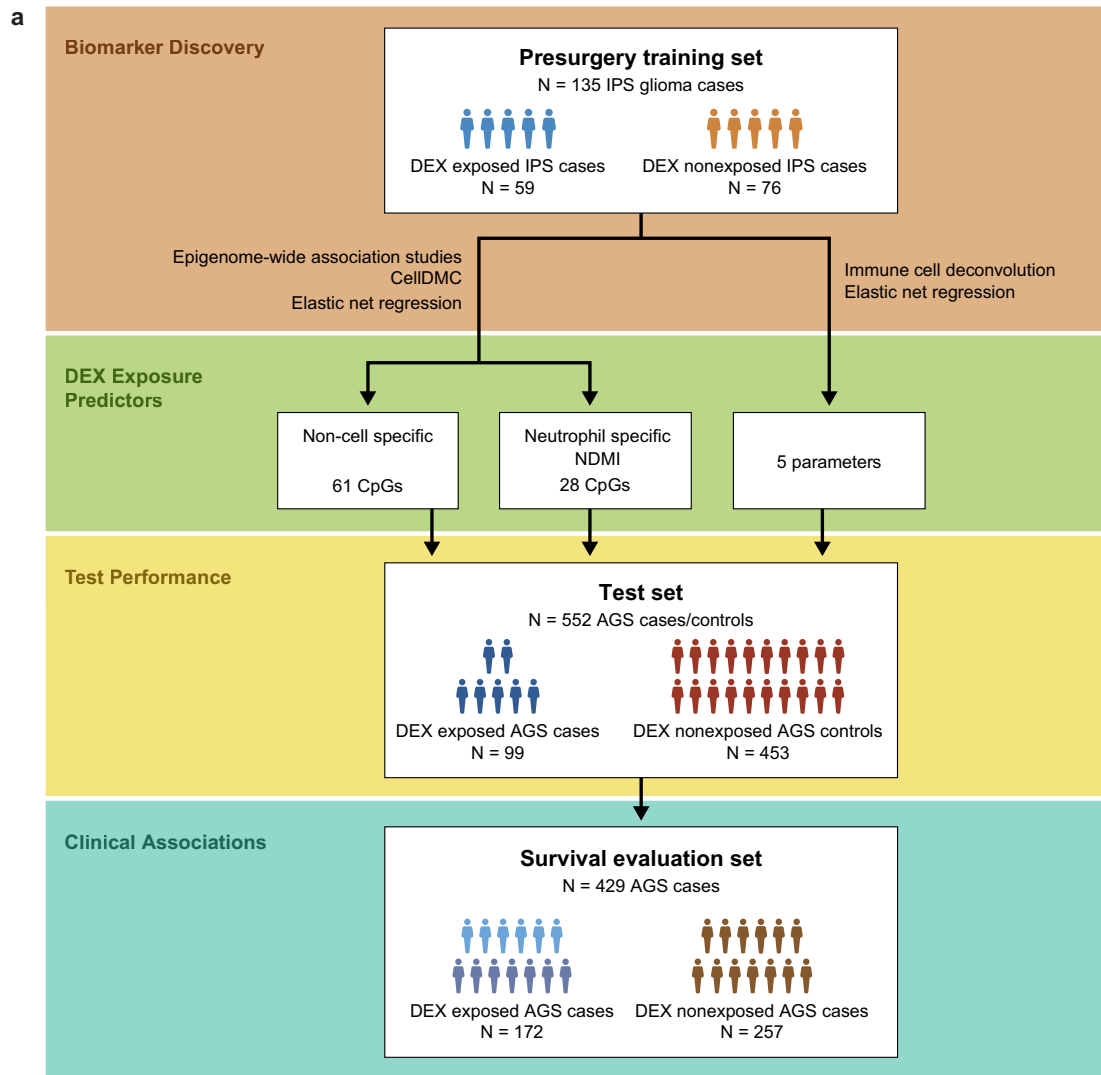 a
Biomarker Discovery
Presurgery training set
N = 135 IPS glioma cases
DEX exposed IPS cases
N = 59
DEX nonexposed IPS cases
N = 76
Epigenome-wide association studies
CellDMC
Elastic net regression
Immune cell deconvolution
Elastic net regression
DEX Exposure
Predictors
Non-cell specific
61 CpGs
Neutrophil specific
NDMI
28 CpGs
5 parameters
Test Performance
Test set
N = 552 AGS cases/controls
DEX exposed AGS cases
N = 99
DEX nonexposed AGS controls
N = 453
Clinical Associations
Survival evaluation set
N = 429 AGS cases
DEX exposed AGS cases
N = 172
DEX nonexposed AGS cases
N = 257